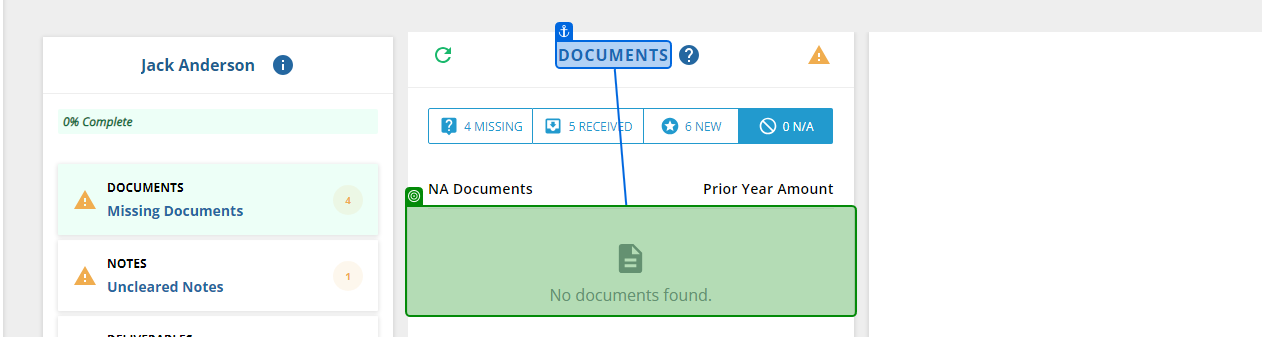 Jack Anderson
0% Complete
DOCUMENTS
Missing Documents
4
NOTES
Uncleared Notes
1
DELIVERABLES
DOCUMENTS
4 MISSING
5 RECEIVED
6 NEW
0 N/A
NA Documents
Prior Year Amount
No documents found.